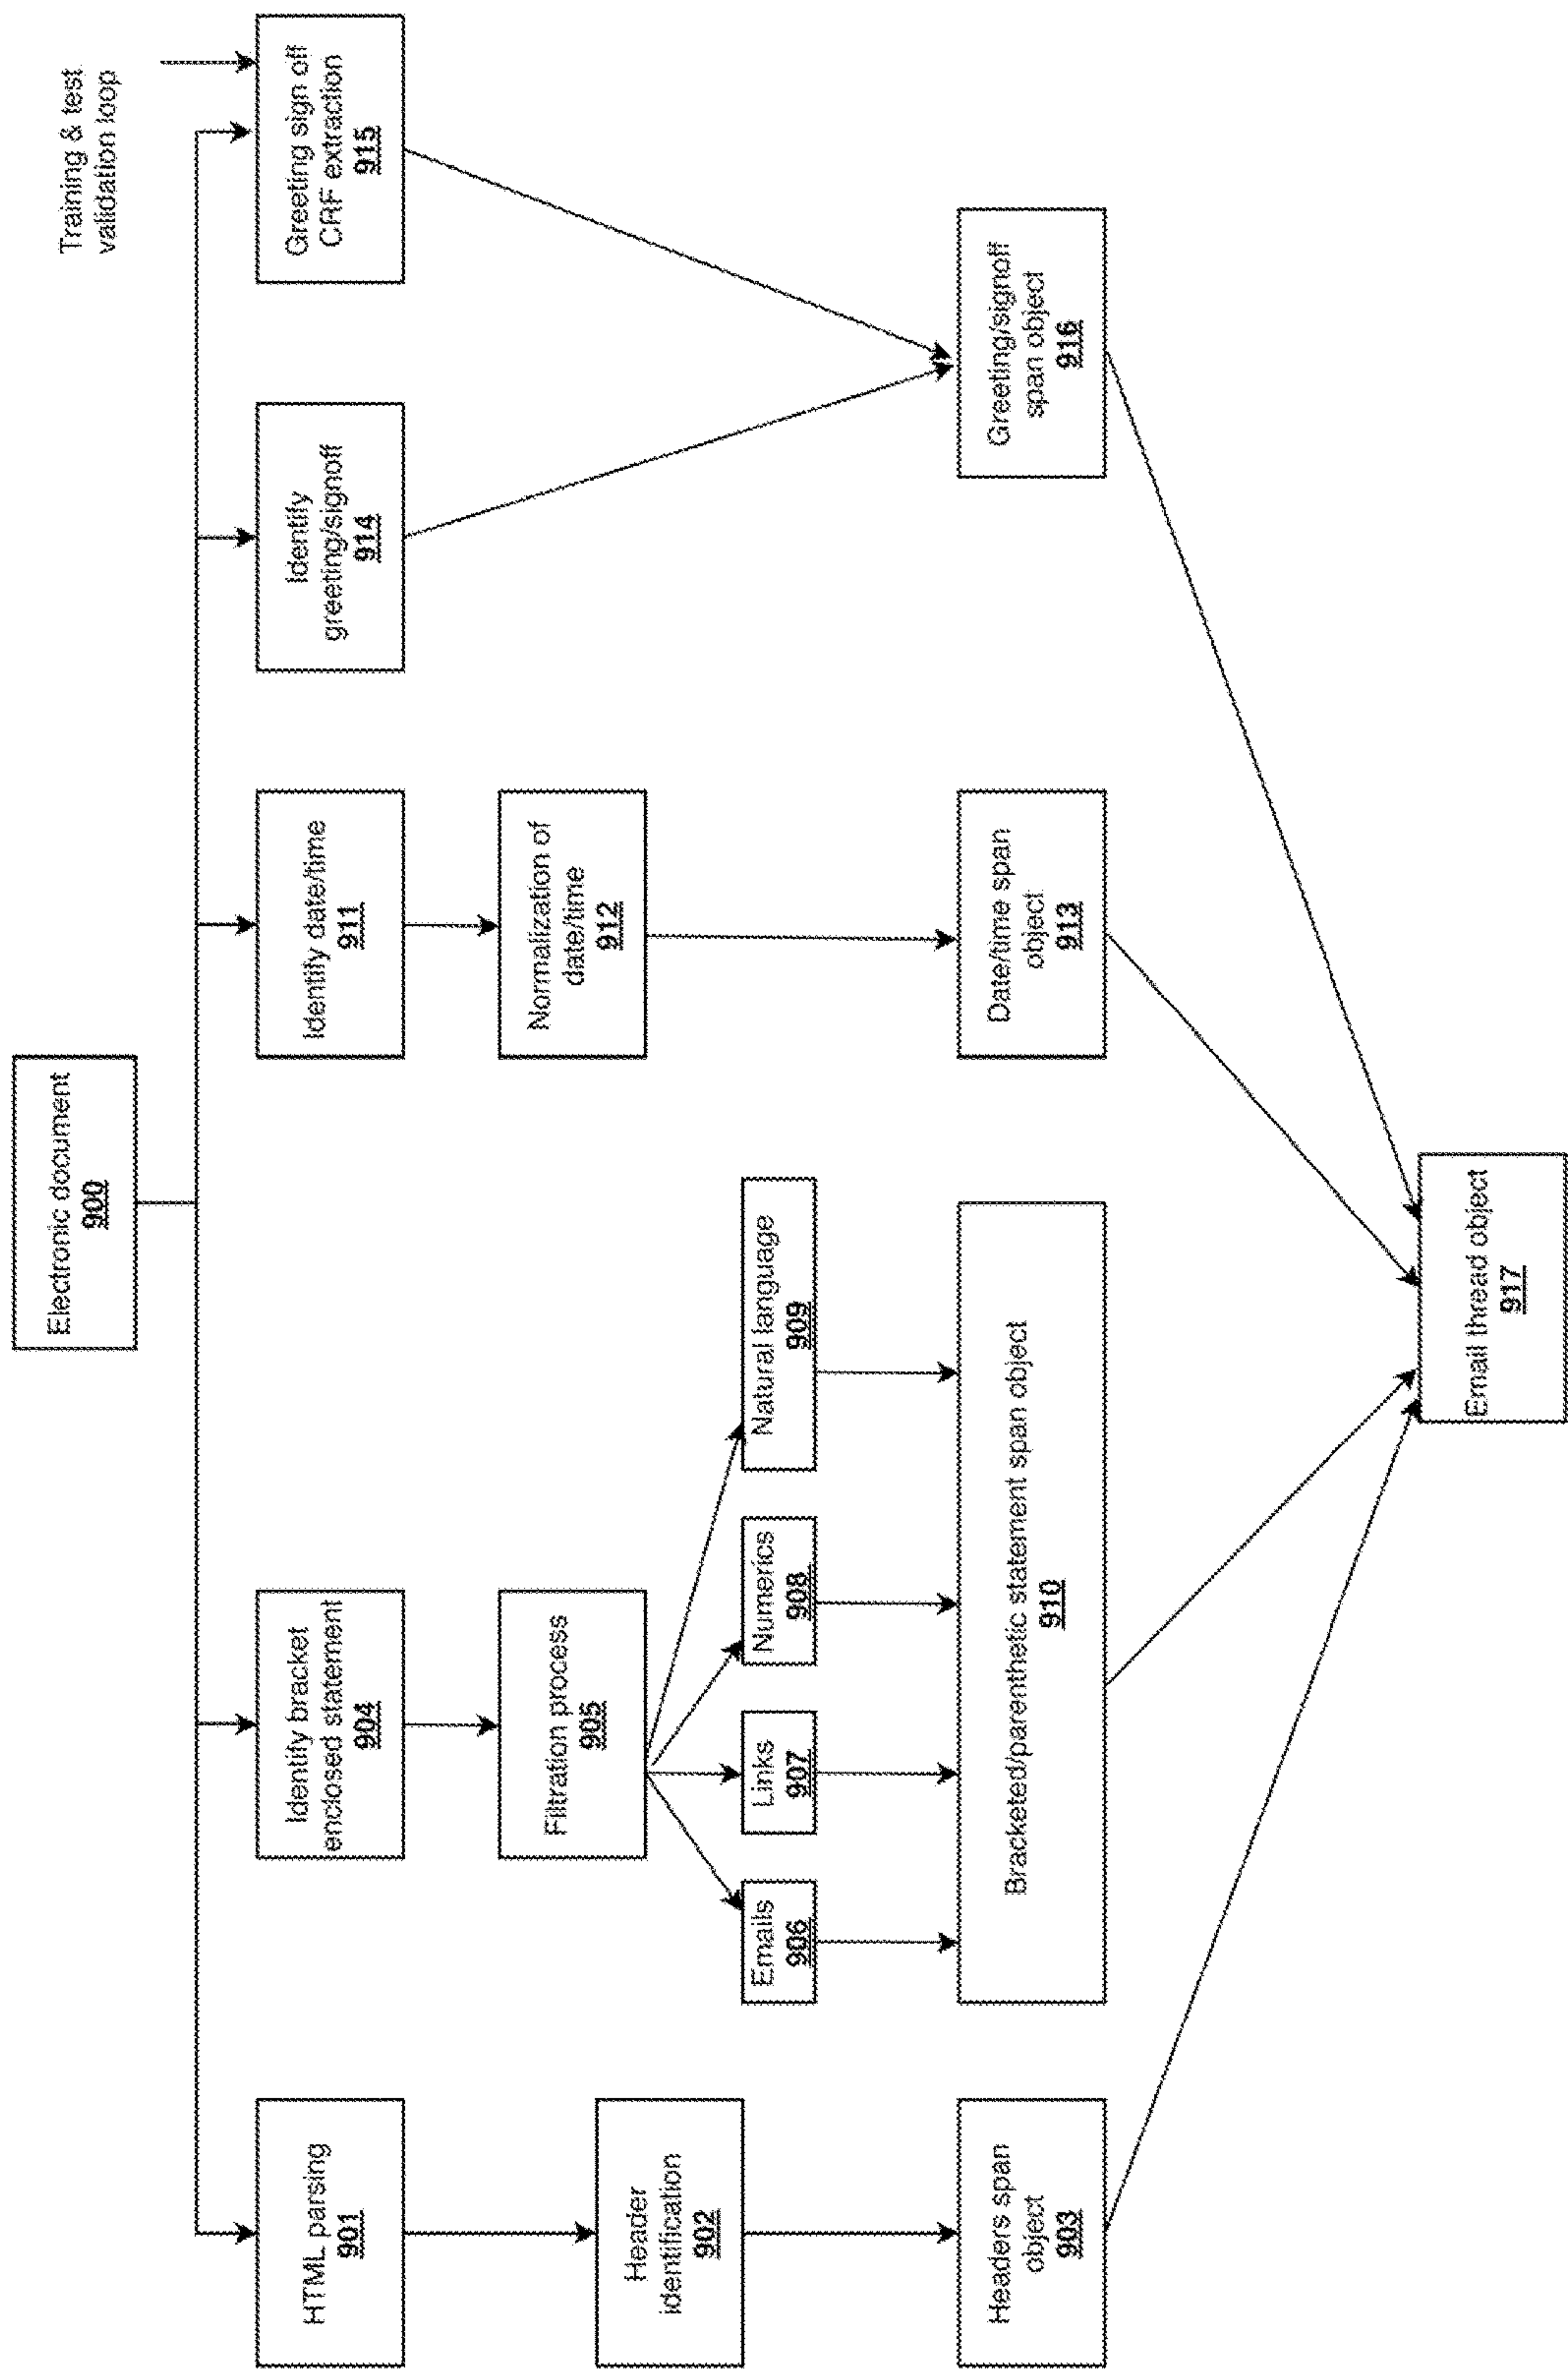 Electronic document
900
Training & test
validation loop
HTML parsing
901
Identify bracket
enclosed statement
904
Identify date/time
911
Identify
greeting/signoff
914
Greeting sign off
CRF extraction
915
Header
identification
902
Filtration process
905
Normalization of
date/time
912
Emails
906
Links
907
Numerics
908
Natural language
909
Headers span
object
903
Bracketed/parenthetic statement span object
910
Date/time span
object
913
Greeting/signoff
span object
916
Email thread object
917